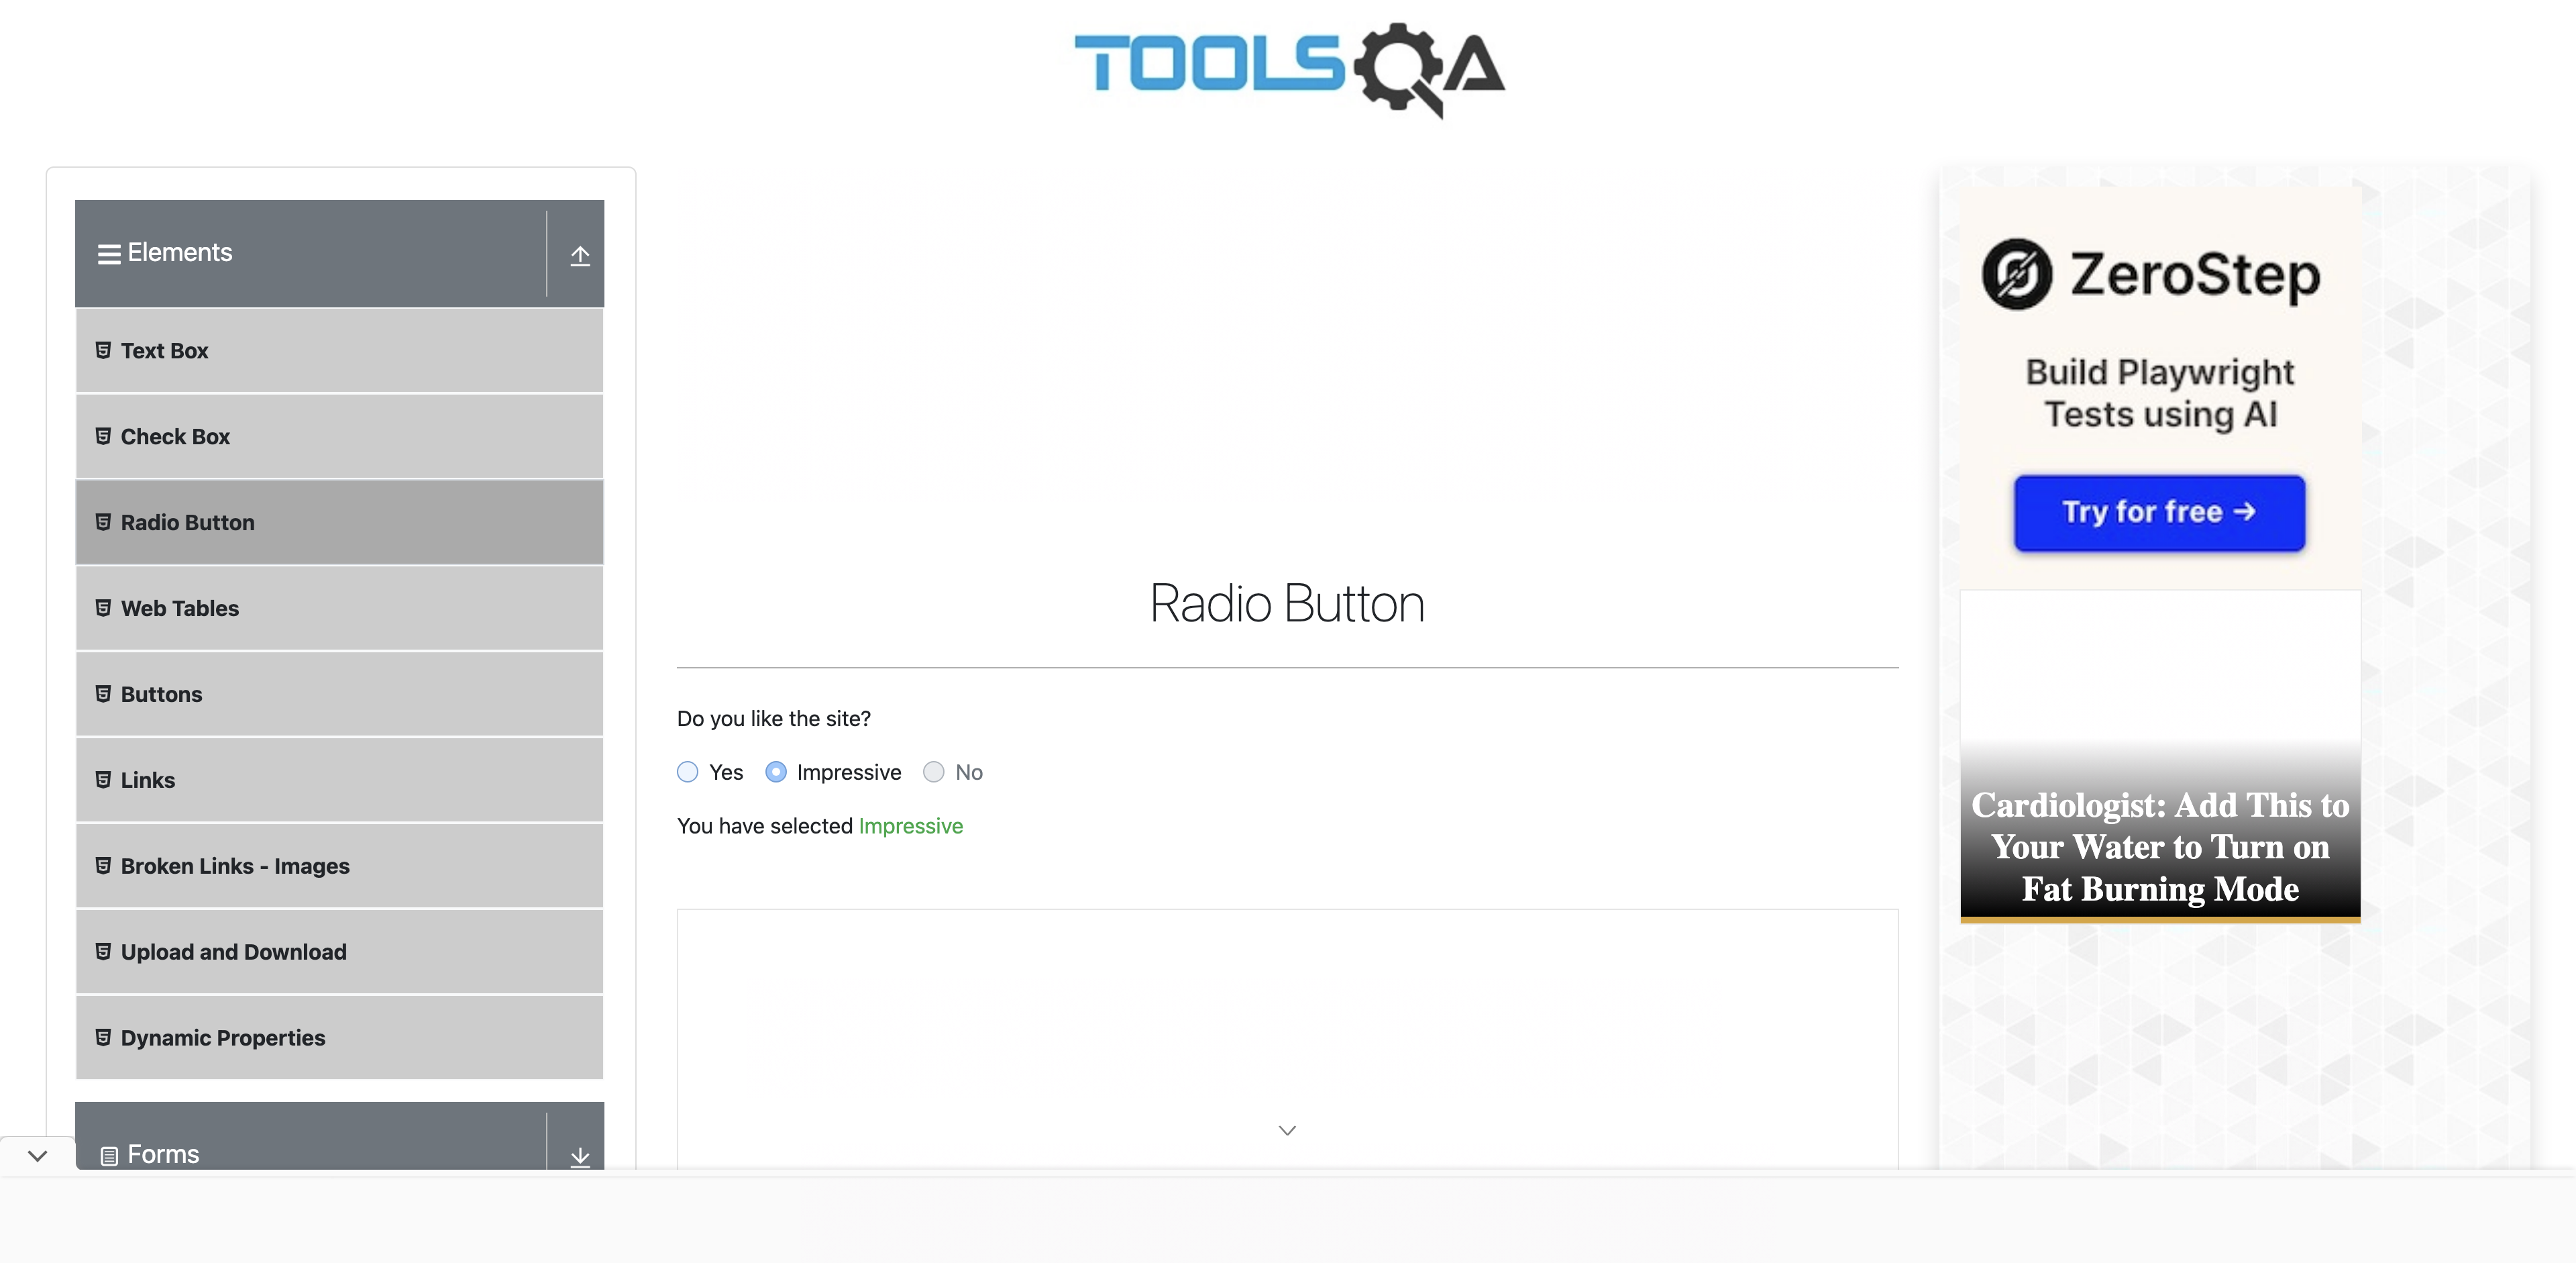 TOOLSQA
Elements
Text Box
Check Box
Radio Button
Web Tables
Buttons
Links
Broken Links - Images
Upload and Download
Dynamic Properties
Forms
Radio Button
Do you like the site?
Yes Impressive No
You have selected Impressive
ZeroStep
Build Playwright
Tests using AI
Try for free →
Cardiologist: Add This to
Your Water to Turn on
Fat Burning Mode